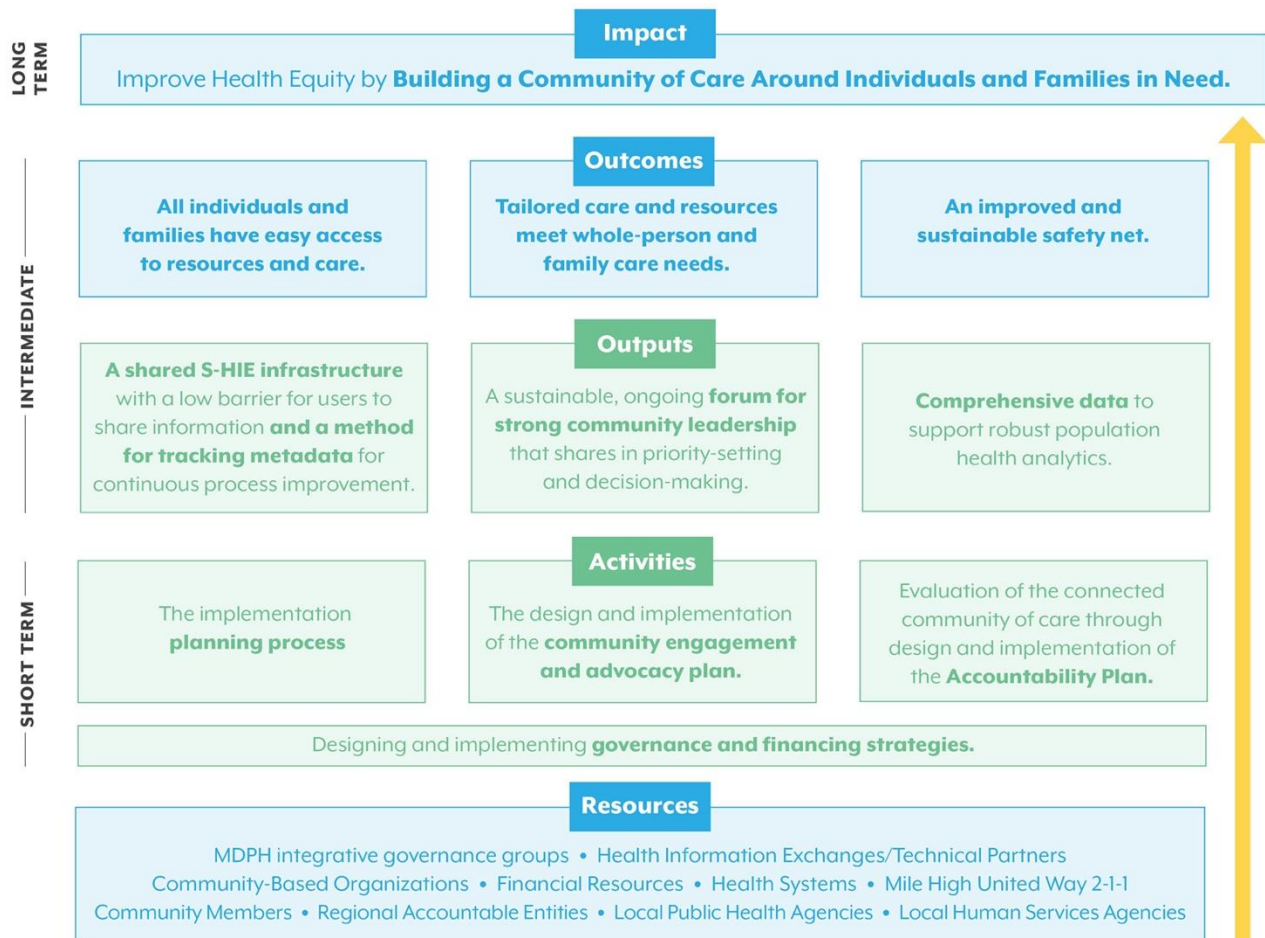 LONG
TERM
Impact
Improve Health Equity by Building a Community of Care Around Individuals and Families in Need.
INTERMEDIATE
Outcomes
All individuals and
families have easy access
to resources and care.
Tailored care and resources
meet whole-person and
family care needs.
An improved and
sustainable safety net.
Outputs
A shared S-HIE infrastructure
with a low barrier for users to
share information and a method
for tracking metadata for
continuous process improvement.
A sustainable, ongoing forum for
strong community leadership
that shares in priority-setting
and decision-making.
Comprehensive data to
support robust population
health analytics.
SHORT TERM
Activities
The implementation
planning process
The design and implementation
of the community engagement
and advocacy plan.
Evaluation of the connected
community of care through
design and implementation of
the Accountability Plan.
Designing and implementing governance and financing strategies.
Resources
MDPH integrative governance groups • Health Information Exchanges/Technical Partners
Community-Based Organizations • Financial Resources • Health Systems • Mile High United Way 2-1-1
Community Members • Regional Accountable Entities • Local Public Health Agencies • Local Human Services Agencies